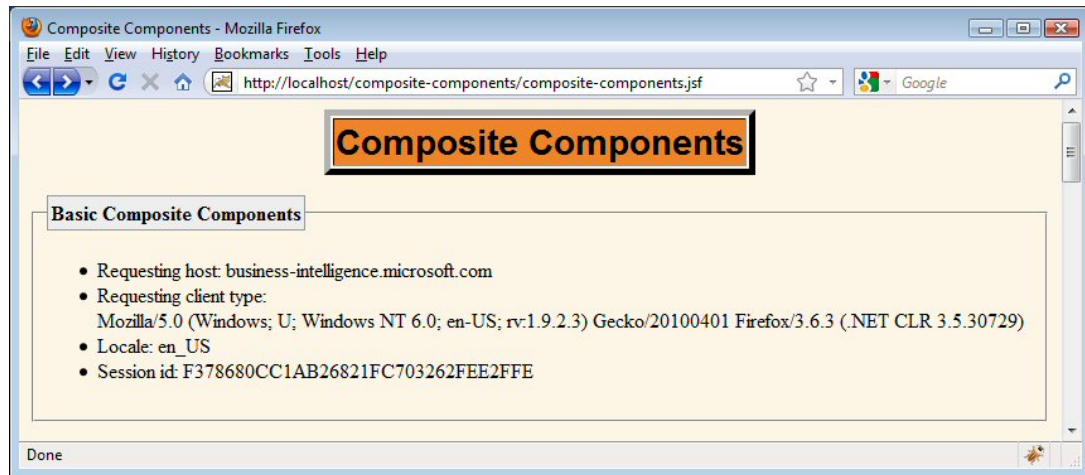 Composite Components - Mozilla Firefox
File Edit View History Bookmarks Tools Help
http://localhost/composite-components/composite-components.jsf
Google
Composite Components
Basic Composite Components
Requesting host: business-intelligence.microsoft.com
Requesting client type:
Mozilla/5.0 (Windows; U; Windows NT 6.0; en-US; rv:1.9.2.3) Gecko/20100401 Firefox/3.6.3 (.NET CLR 3.5.30729)
Locale: en_US
Session id: F378680CC1AB26821FC703262FEE2FFE
Done